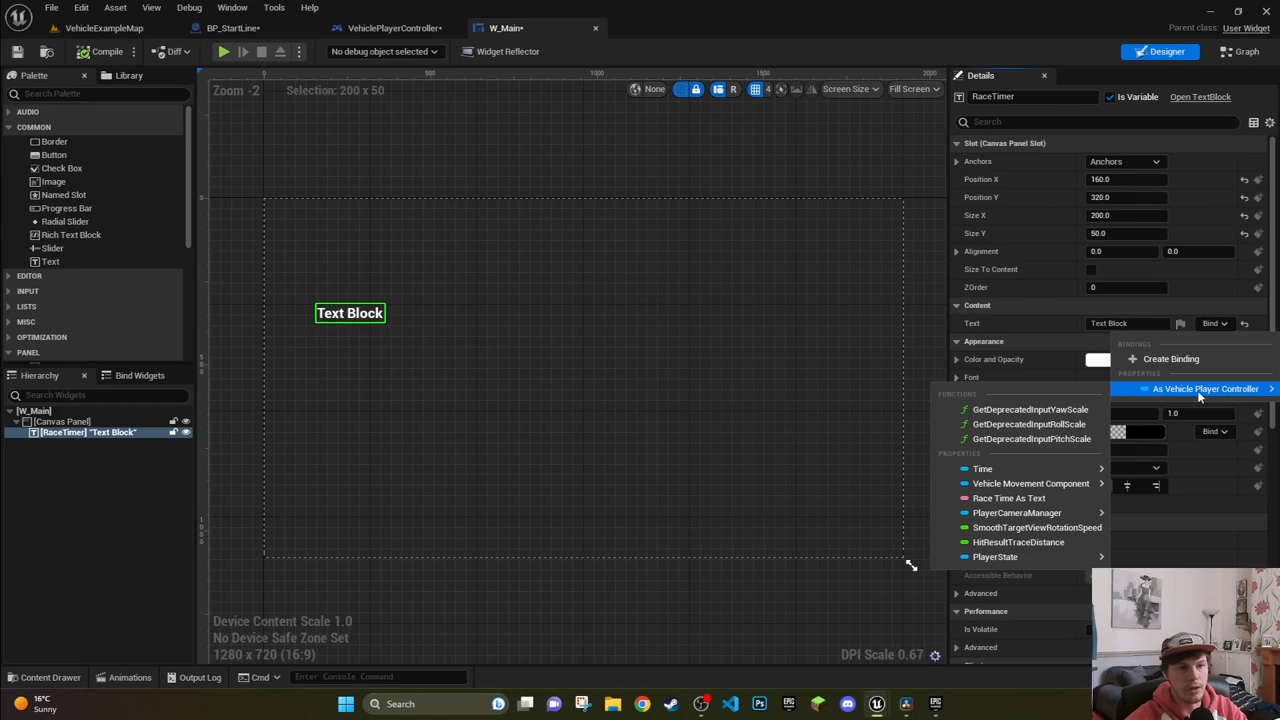 File Edit Asset View Debug Window Tools Help
VehicleExampleMap
BP_StartLine•
VehiclePlayerController•
W_Main•
Parent class: User Widget
Compile
Diff
No debug object selected
Widget Reflector
Designer
Graph
Palette
Library
Search Palette
AUDIO
COMMON
Border
Button
Check Box
Image
Named Slot
Progress Bar
Radial Slider
Rich Text Block
Slider
Text
EDITOR
INPUT
LISTS
MISC
OPTIMIZATION
PANEL
Hierarchy
Bind Widgets
Search Widgets
[W_Main]
[Canvas Panel]
[RaceTimer] "Text Block"
0 500 1000 1500 2000
Zoom -2
Selection: 200 x 50
None
R
4
Screen Size
Fill Screen
0
500
1000
Text Block
Device Content Scale 1.0
No Device Safe Zone Set
1280 x 720 (16:9)
DPI Scale 0.67
Details
RaceTimer
Is Variable
Open TextBlock
Search
Slot (Canvas Panel Slot)
Anchors
Anchors
Position X
160.0
Position Y
320.0
Size X
200.0
Size Y
50.0
Alignment
0.0
0.0
Size To Content
ZOrder
0
Content
Text
Text Block
Bind
Appearance
Color and Opacity
Font
BINDINGS
Create Binding
PROPERTIES
As Vehicle Player Controller
1.0
Bind
FUNCTIONS
GetDeprecatedInputYawScale
GetDeprecatedInputRollScale
GetDeprecatedInputPitchScale
PROPERTIES
Time
Vehicle Movement Component
Race Time As Text
PlayerCameraManager
SmoothTargetViewRotationSpeed
HitResultTraceDistance
PlayerState
Accessible Behavior
Advanced
Performance
Is Volatile
Advanced
Content Drawer
Animations
Output Log
Cmd
Enter Console Command
16°C
Sunny
Search